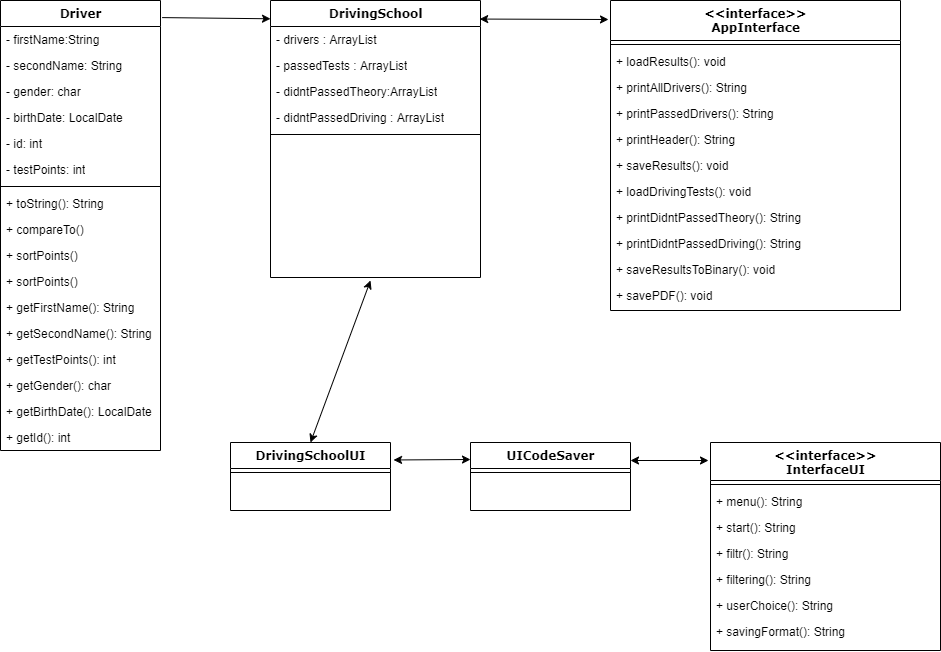 Driver
- firstName:String
- secondName: String
- gender: char
- birthDate: LocalDate
- id: int
- testPoints: int
+ toString(): String
+ compareTo()
+ sortPoints()
+ sortPoints()
+ getFirstName(): String
+ getSecondName(): String
+ getTestPoints(): int
+ getGender(): char
+ getBirthDate(): LocalDate
+ getId(): int
DrivingSchool
- drivers : ArrayList
- passedTests : ArrayList
- didntPassedTheory:ArrayList
- didntPassedDriving : ArrayList
<<interface>>
AppInterface
+ loadResults(): void
+ printAllDrivers(): String
+ printPassedDrivers(): String
+ printHeader(): String
+ saveResults(): void
+ loadDrivingTests(): void
+ printDidntPassedTheory(): String
+ printDidntPassedDriving(): String
+ saveResultsToBinary(): void
+ savePDF(): void
DrivingSchoolUI
UICodeSaver
<<interface>>
InterfaceUI
+ menu(): String
+ start(): String
+ filtr(): String
+ filtering(): String
+ userChoice(): String
+ savingFormat(): String